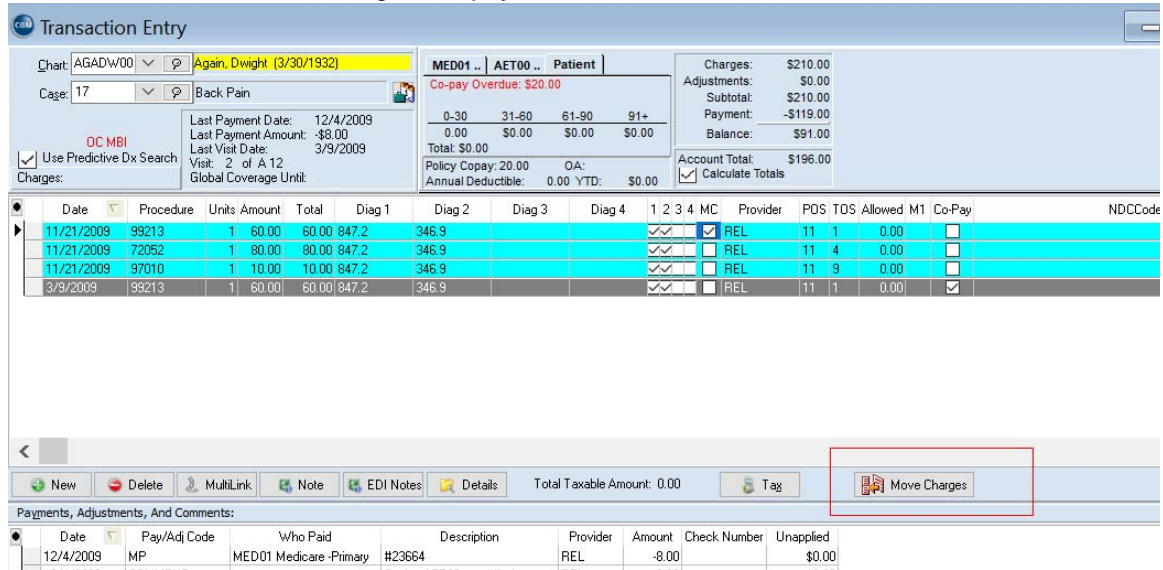 CGM Transaction Entry
Chart: AGADW00 Again, Dwight (3/30/1932)
Case: 17 Back Pain
OC MBI
Use Predictive Dx Search
Charges:
Last Payment Date: 12/4/2009
Last Payment Amount: -$8.00
Last Visit Date: 3/9/2009
Visit: 2 of A 12
Global Coverage Until:
MED01 .. AET00 .. Patient
Co-pay Overdue: $20.00
0-30 31-60 61-90 91+
0.00 $0.00 $0.00 $0.00
Total: $0.00
Policy Copay: 20.00 OA:
Annual Deductible: 0.00 YTD: $0.00
Charges: $210.00
Adjustments: $0.00
Subtotal: $210.00
Payment: -$119.00
Balance: $91.00
Account Total: $196.00
Calculate Totals
Date Procedure Units Amount Total Diag 1 Diag 2 Diag 3 Diag 4 1 2 3 4 MC Provider POS TOS Allowed M1 Co-Pay NDCCode
11/21/2009 99213 1 60.00 60.00 847.2 346.9 REL 11 1 0.00
11/21/2009 72052 1 80.00 80.00 847.2 346.9 REL 11 4 0.00
11/21/2009 97010 1 10.00 10.00 847.2 346.9 REL 11 9 0.00
3/9/2009 99213 1 60.00 60.00 847.2 346.9 REL 11 1 0.00
New Delete MultiLink Note EDI Notes Details Total Taxable Amount: 0.00 Tax Move Charges
Payments, Adjustments, And Comments:
Date Pay/Adj Code Who Paid Description Provider Amount Check Number Unapplied
12/4/2009 MP MED01 Medicare -Primary #23664 REL -8.00 $0.00